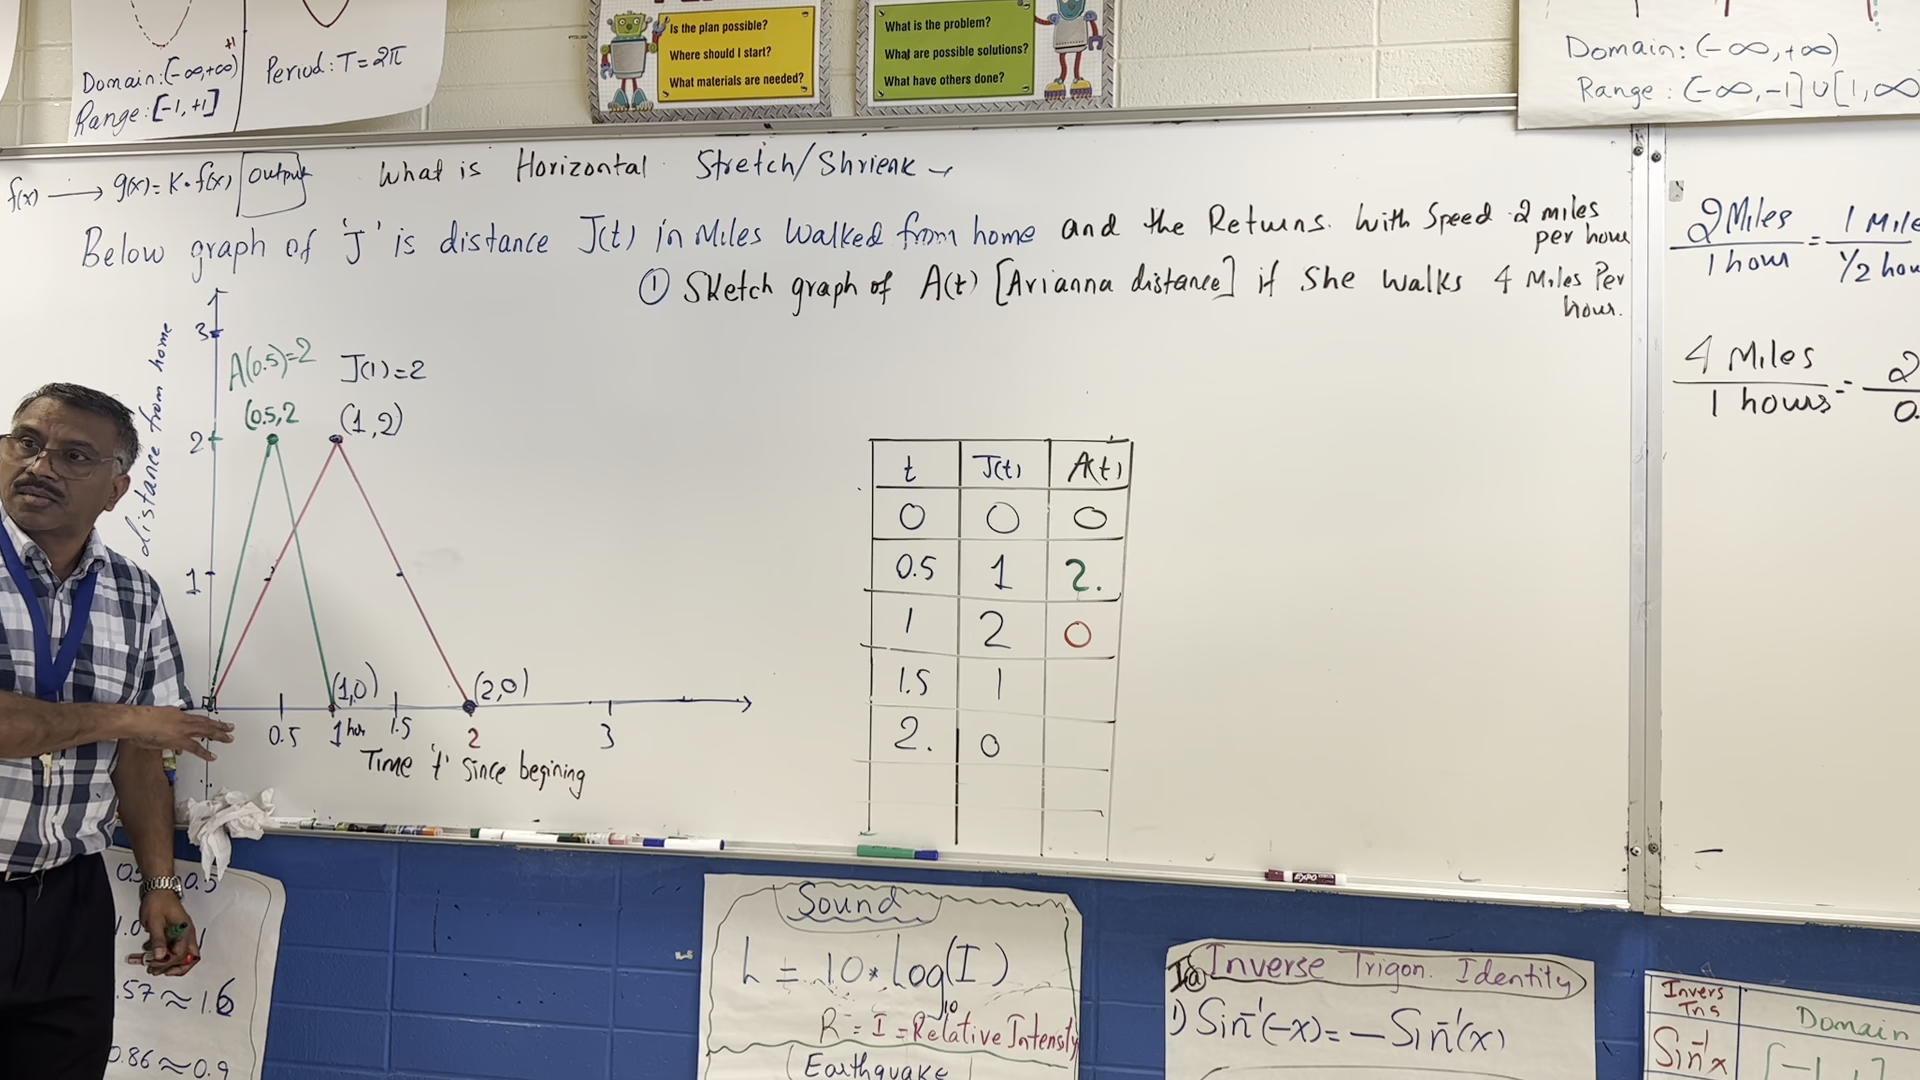 Domain: (-∞,+∞)
Range: [-1, +1]
+1
Period: T = 2π
Is the plan possible?
Where should I start?
What materials are needed?
What is the problem?
What are possible solutions?
What have others done?
Domain: (-∞, +∞)
Range: (-∞, -1] U [1, ∞
f(x) → g(x) = K • f(x) Output
What is Horizontal Stretch/Shrienk
Below graph of 'J' is distance J(t) in Miles Walked from home and the Returns. With Speed 2 miles
per hour
① Sketch graph of A(t) [Arianna distance] if She walks 4 Miles Per
hour.
2 Miles / 1 hour = 1 Mile / 1/2 hou
4 Miles / 1 hours = 2 / 0.
distance from home
3
2
1
A(0.5)=2
J(1)=2
(0.5, 2
(1, 2)
(1,0)
(2,0)
0.5 1 hour 1.5 2 3
Time 't' Since begining
t J(t) A(t)
0 0 0
0.5 1 2.
1 2 0
1.5 1
2. 0
0.5
.57 ≈ 1.6
0.86 ≈ 0.9
Sound
L = 10 * Log10(I)
R = I = Relative Intensity
Earthquake
Inverse Trigon. Identity
1) Sin⁻¹(-x) = -Sin⁻¹(x)
Invers
Domain
Sin⁻¹x